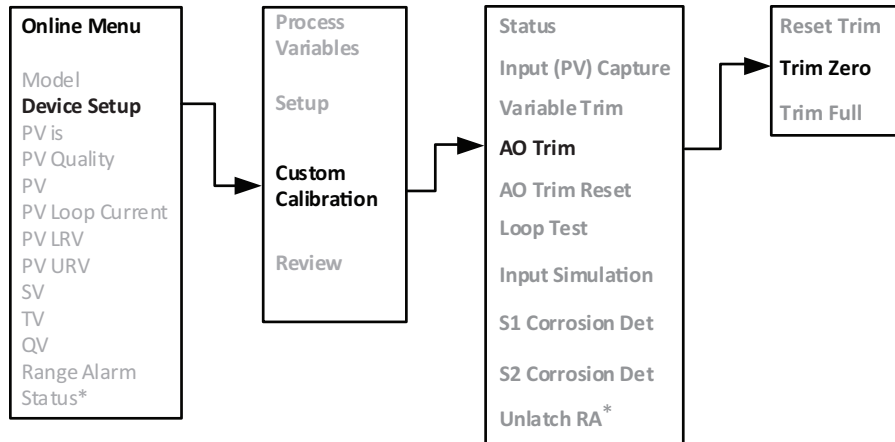 Online Menu
Model
Device Setup
PV is
PV Quality
PV
PV Loop Current
PV LRV
PV URV
SV
TV
QV
Range Alarm
Status*
Process
Variables
Setup
Custom
Calibration
Review
Status
Input (PV) Capture
Variable Trim
AO Trim
AO Trim Reset
Loop Test
Input Simulation
S1 Corrosion Det
S2 Corrosion Det
Unlatch RA*
Reset Trim
Trim Zero
Trim Full